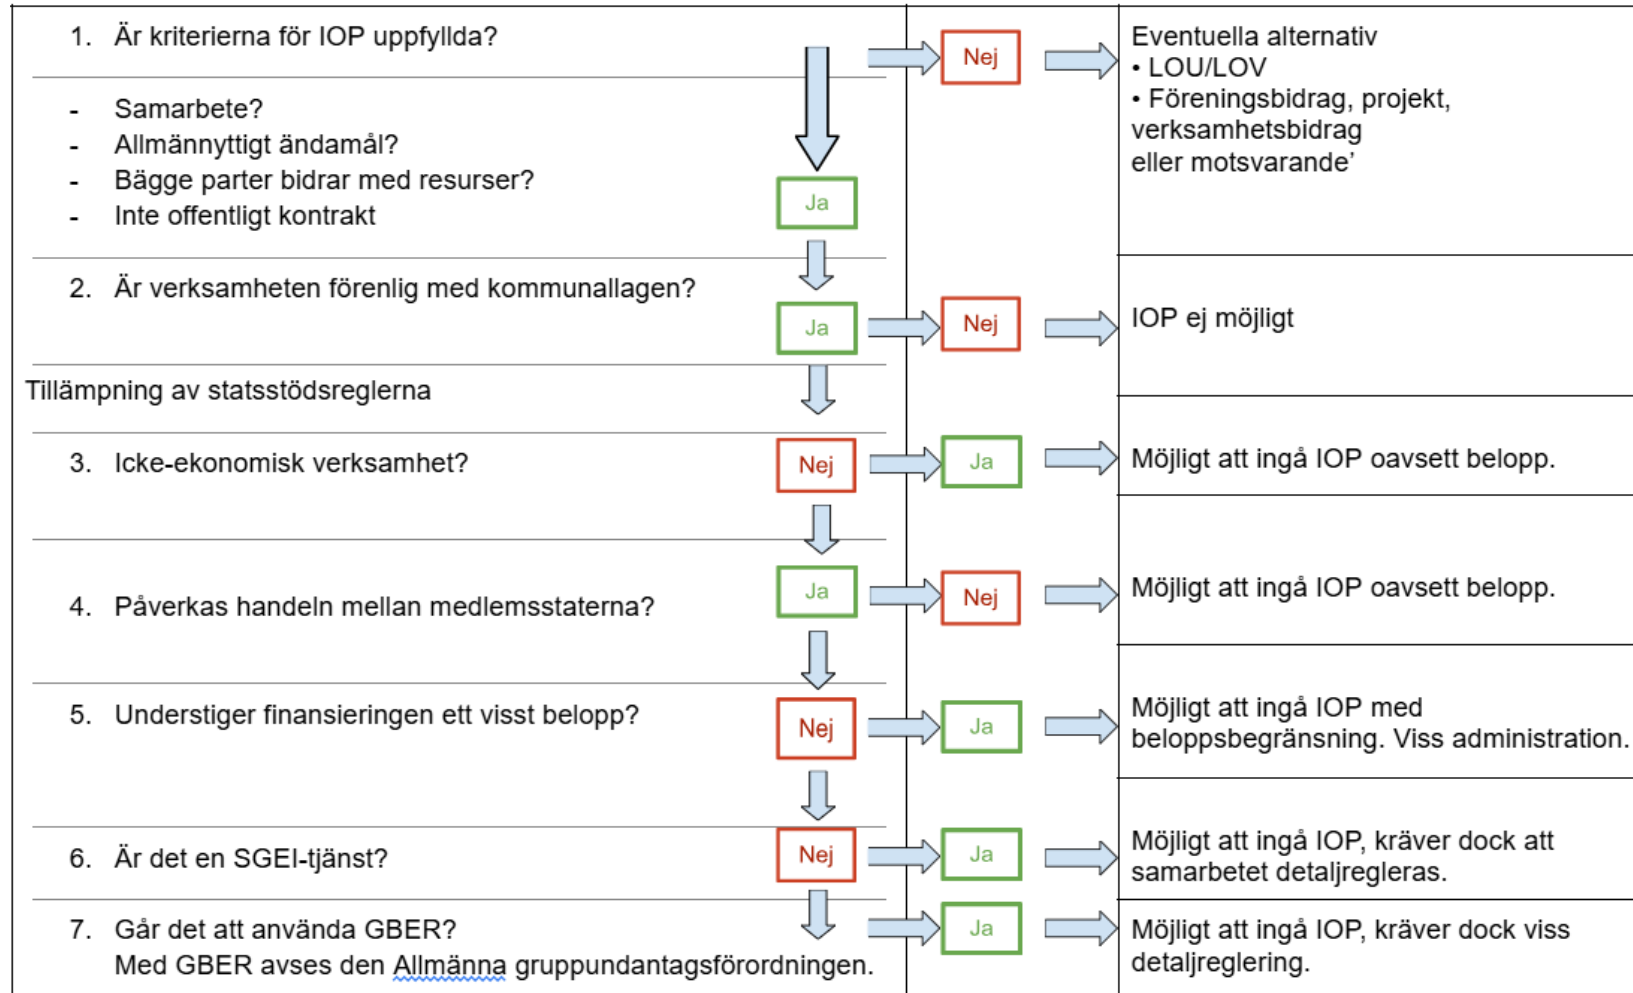 1. Är kriterierna för IOP uppfyllda?
Nej
Eventuella alternativ
• LOU/LOV
• Föreningsbidrag, projekt,
verksamhetsbidrag
eller motsvarande’
- Samarbete?
- Allmännyttigt ändamål?
- Bägge parter bidrar med resurser?
- Inte offentligt kontrakt
Ja
2. Är verksamheten förenlig med kommunallagen?
Ja
Nej
IOP ej möjligt
Tillämpning av statsstödsreglerna
3. Icke-ekonomisk verksamhet?
Nej
Ja
Möjligt att ingå IOP oavsett belopp.
4. Påverkas handeln mellan medlemsstaterna?
Ja
Nej
Möjligt att ingå IOP oavsett belopp.
5. Understiger finansieringen ett visst belopp?
Nej
Ja
Möjligt att ingå IOP med
beloppsbegränsning. Viss administration.
6. Är det en SGEI-tjänst?
Nej
Ja
Möjligt att ingå IOP, kräver dock att
samarbetet detaljregleras.
7. Går det att använda GBER?
Med GBER avses den Allmänna gruppundantagsförordningen.
Ja
Möjligt att ingå IOP, kräver dock viss
detaljreglering.